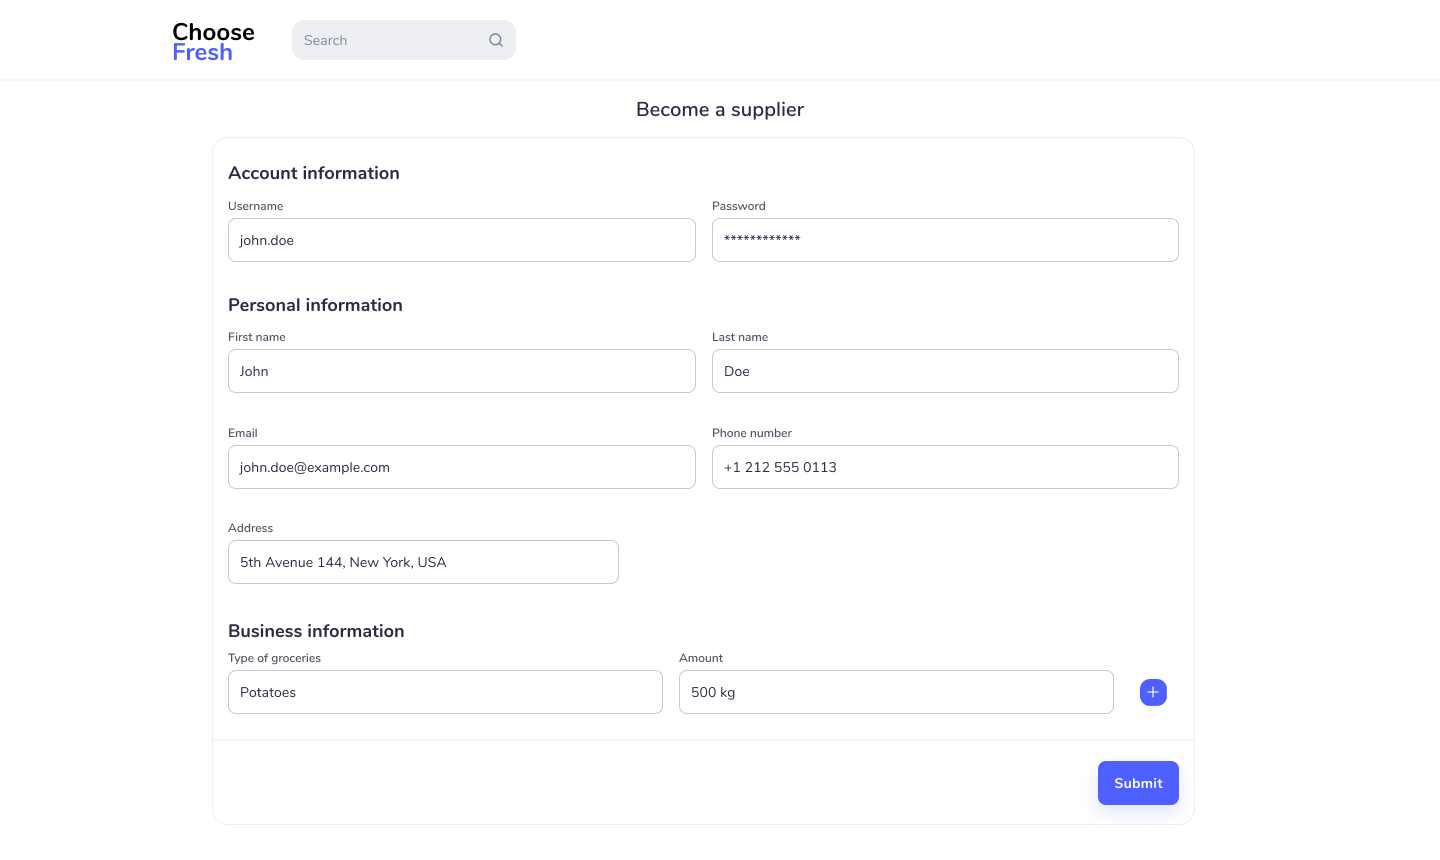 Choose
Fresh
Search
Become a supplier
Account information
Username
Password
john.doe
************
Personal information
First name
Last name
John
Doe
Email
Phone number
john.doe@example.com
+1 212 555 0113
Address
5th Avenue 144, New York, USA
Business information
Type of groceries
Amount
Potatoes
500 kg
Submit